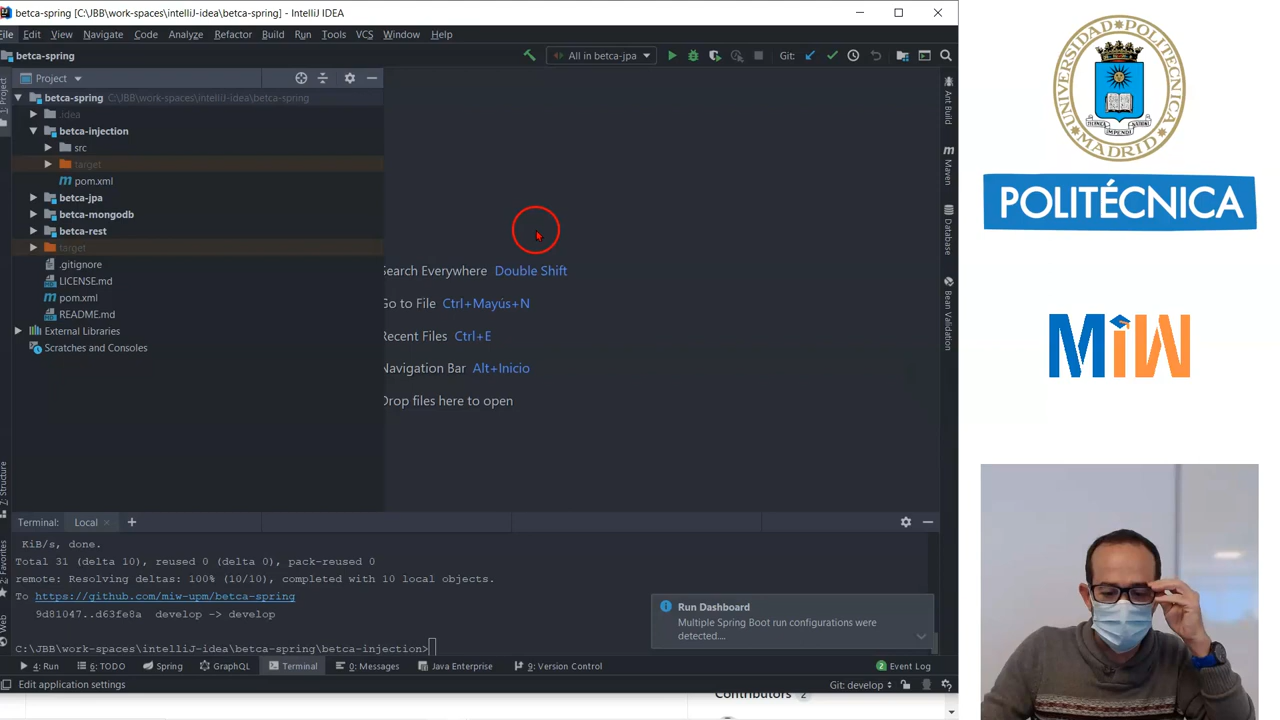 betca-spring [C:\JBB\work-spaces\intelliJ-idea\betca-spring] - IntelliJ IDEA
File Edit View Navigate Code Analyze Refactor Build Run Tools VCS Window Help
betca-spring
All in betca-jpa
Git:
Project
betca-spring C:\JBB\work-spaces\intelliJ-idea\betca-spring
.idea
betca-injection
src
target
pom.xml
betca-jpa
betca-mongodb
betca-rest
target
.gitignore
LICENSE.md
pom.xml
README.md
External Libraries
Scratches and Consoles
1: Project
7: Structure
2: Favorites
Web
Search Everywhere Double Shift
Go to File Ctrl+Mayús+N
Recent Files Ctrl+E
Navigation Bar Alt+Inicio
Drop files here to open
Ant Build
Maven
Database
Bean Validation
Terminal: Local
KiB/s, done.
Total 31 (delta 10), reused 0 (delta 0), pack-reused 0
remote: Resolving deltas: 100% (10/10), completed with 10 local objects.
To https://github.com/miw-upm/betca-spring
9d81047..d63fe8a develop -> develop
C:\JBB\work-spaces\intelliJ-idea\betca-spring\betca-injection>
Run Dashboard
Multiple Spring Boot run configurations were
detected....
4: Run 6: TODO Spring GraphQL Terminal 0: Messages Java Enterprise 9: Version Control 2 Event Log
Edit application settings
Git: develop
Contributors 2
UNIVERSIDAD POLITÉCNICA
MADRID
POLITÉCNICA
MiW